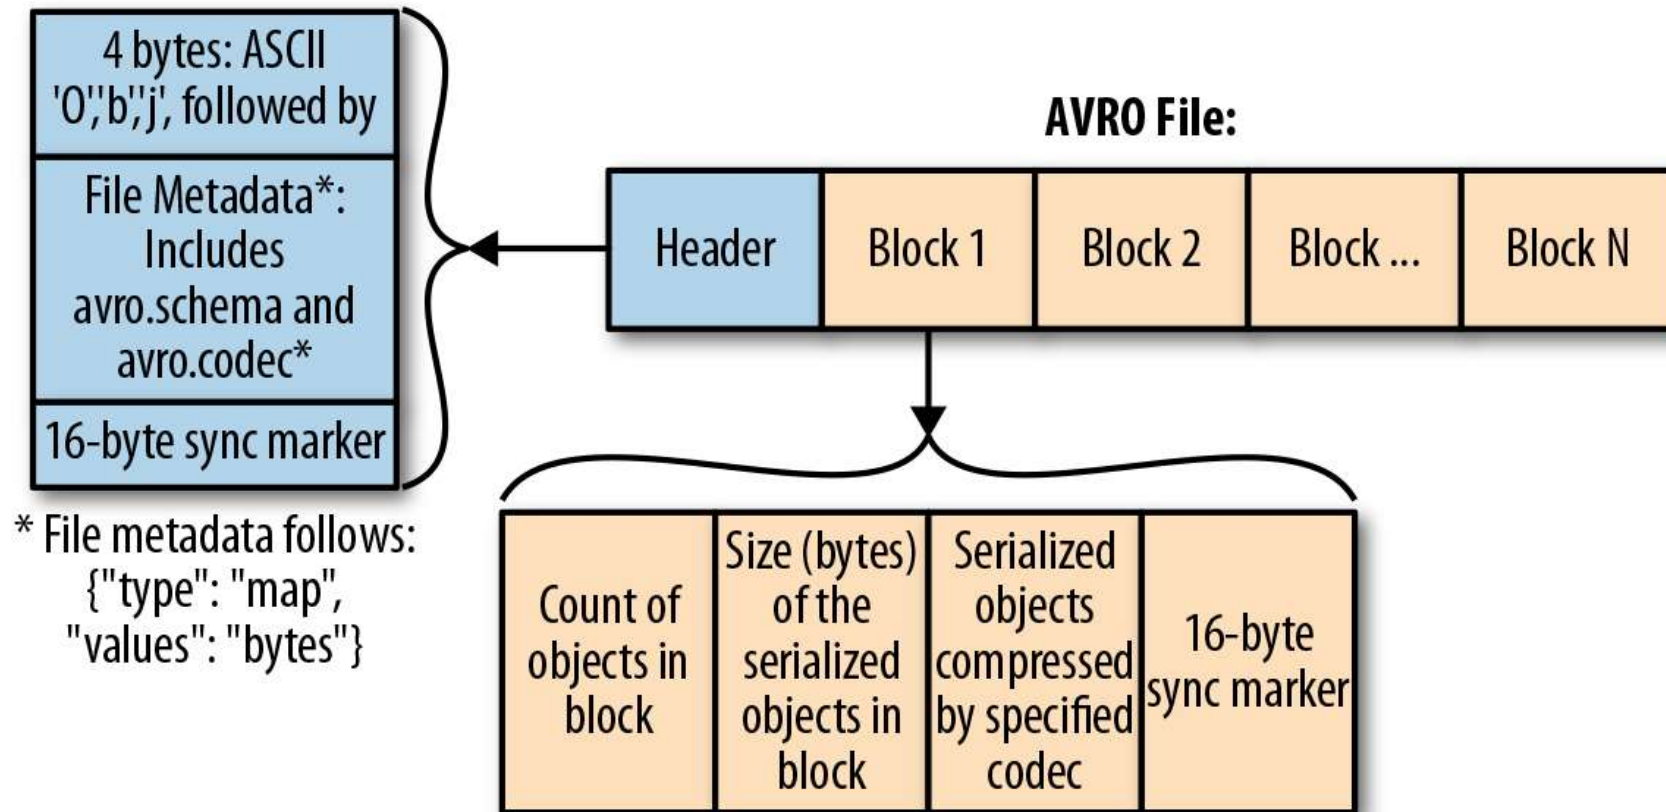 4 bytes: ASCII
'O','b','j', followed by
File Metadata*:
Includes
avro.schema and
avro.codec*
16-byte sync marker
* File metadata follows:
{"type": "map",
"values": "bytes"}
AVRO File:
Header
Block 1
Block 2
Block ...
Block N
Count of
objects in
block
Size (bytes)
of the
serialized
objects in
block
Serialized
objects
compressed
by specified
codec
16-byte
sync marker